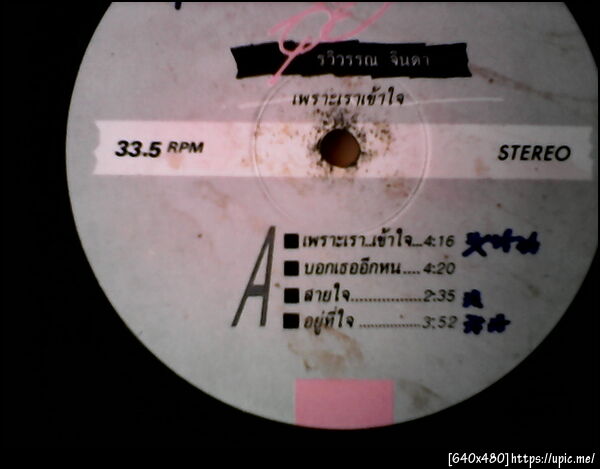 รวิวรรณ จินดา
เพราะเราเข้าใจ
33.5 RPM
STEREO
A
เพราะเรา..เข้าใจ...4:16
บอกเธออีกหน....4:20
สายใจ................2:35
อยู่ที่ใจ ..............3:52
[640x480]https://upic.me/